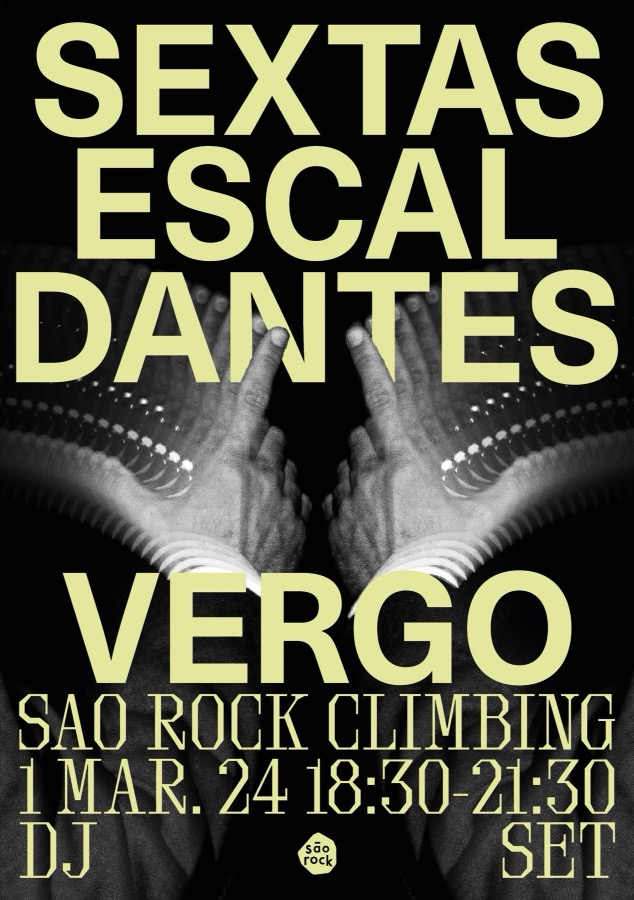 SEXTAS
ESCAL
DANTES
VERGO
SAO ROCK CLIMBING
1 MAR. 24 18:30-21:30
DJ SET
são
rock